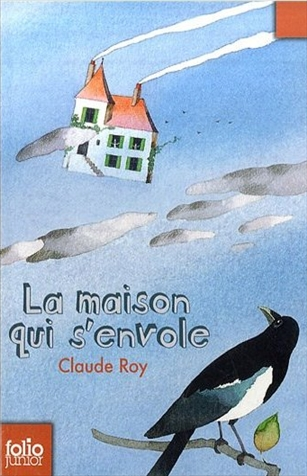 La maison
qui s'envole
Claude Roy
folio
junior